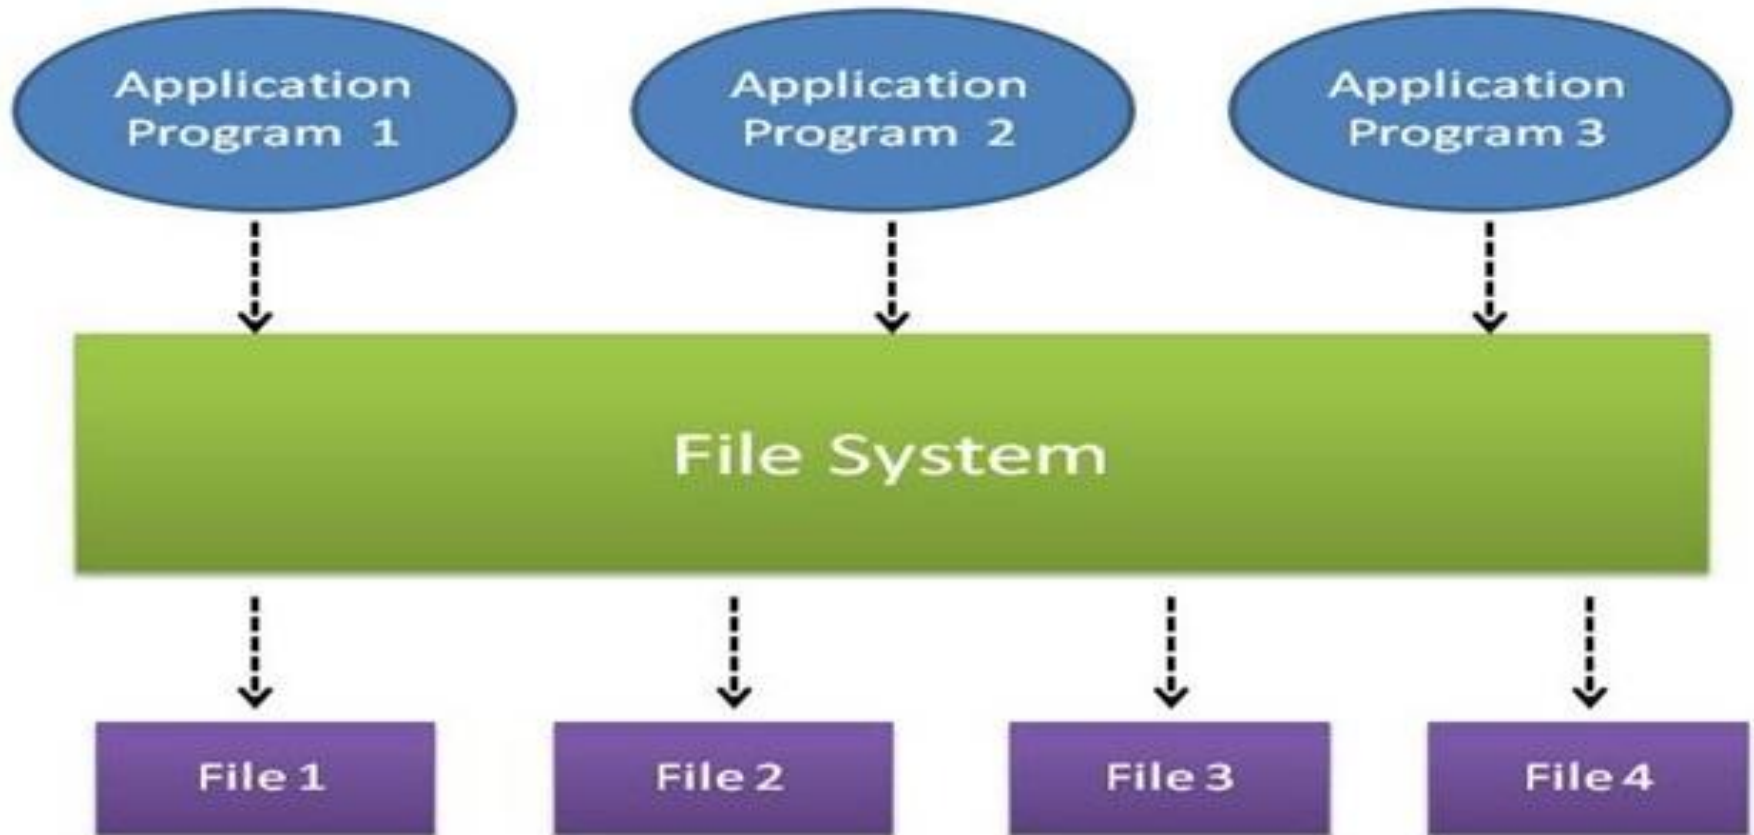 Application
Program 1
Application
Program 2
Application
Program 3
File System
File 1
File 2
File 3
File 4